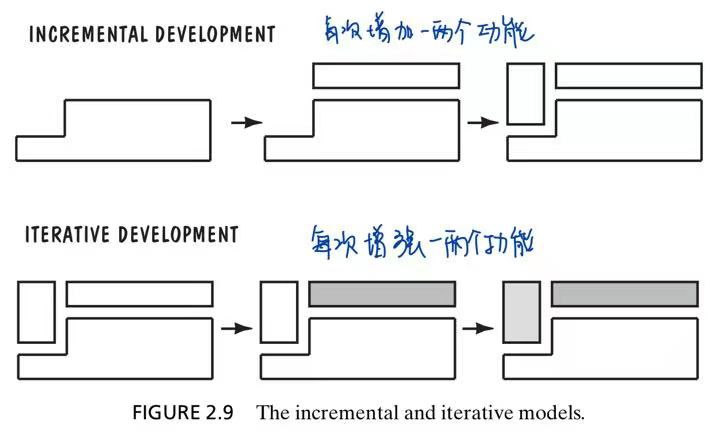 INCREMENTAL DEVELOPMENT
每次增加一两个功能
ITERATIVE DEVELOPMENT
每次增强一两个功能
FIGURE 2.9 The incremental and iterative models.